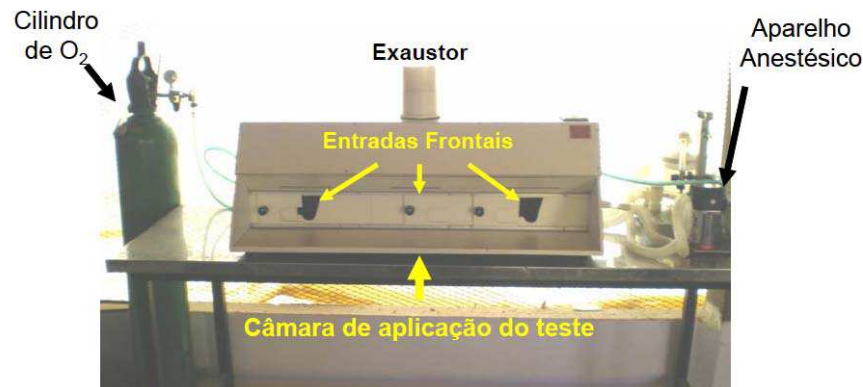 Cilindro
de O₂
Exaustor
Aparelho
Anestésico
Entradas Frontais
Câmara de aplicação do teste